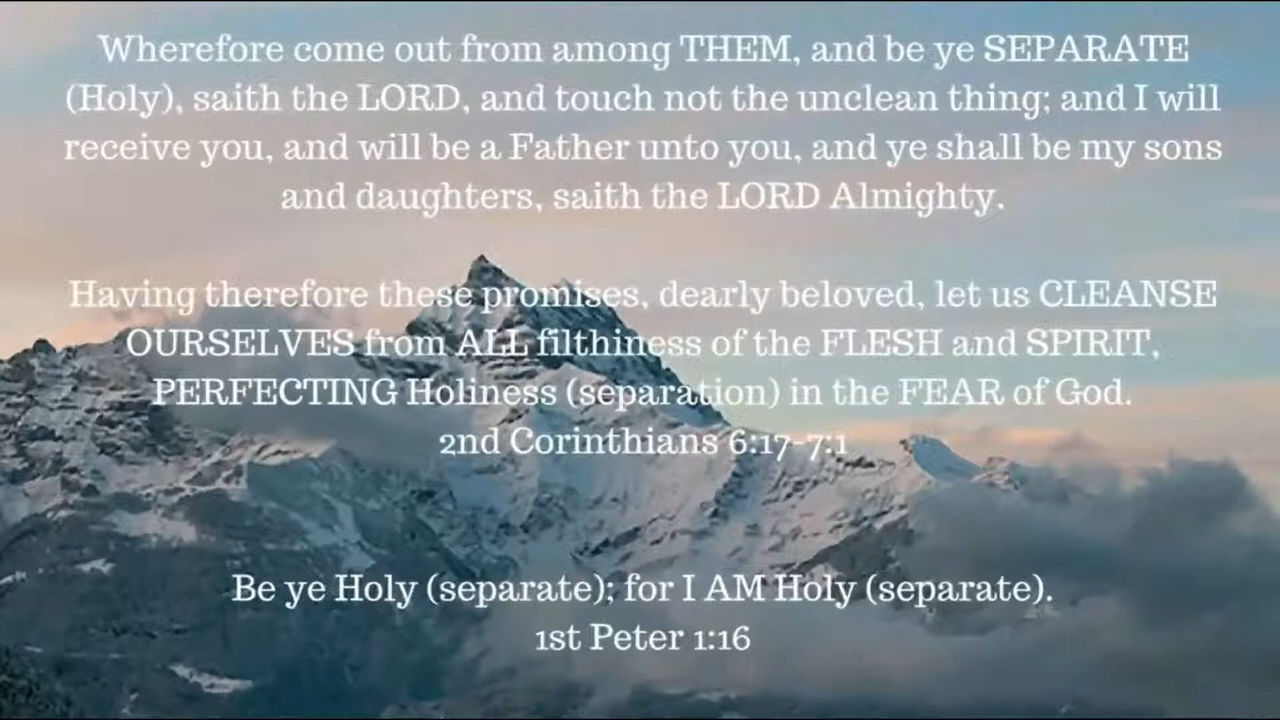 Wherefore come out from among THEM, and be ye SEPARATE
(Holy), saith the LORD, and touch not the unclean thing; and I will
receive you, and will be a Father unto you, and ye shall be my sons
and daughters, saith the LORD Almighty.
Having therefore these promises, dearly beloved, let us CLEANSE
OURSELVES from ALL filthiness of the FLESH and SPIRIT,
PERFECTING Holiness (separation) in the FEAR of God.
2nd Corinthians 6:17-7:1
Be ye Holy (separate); for I AM Holy (separate).
1st Peter 1:16